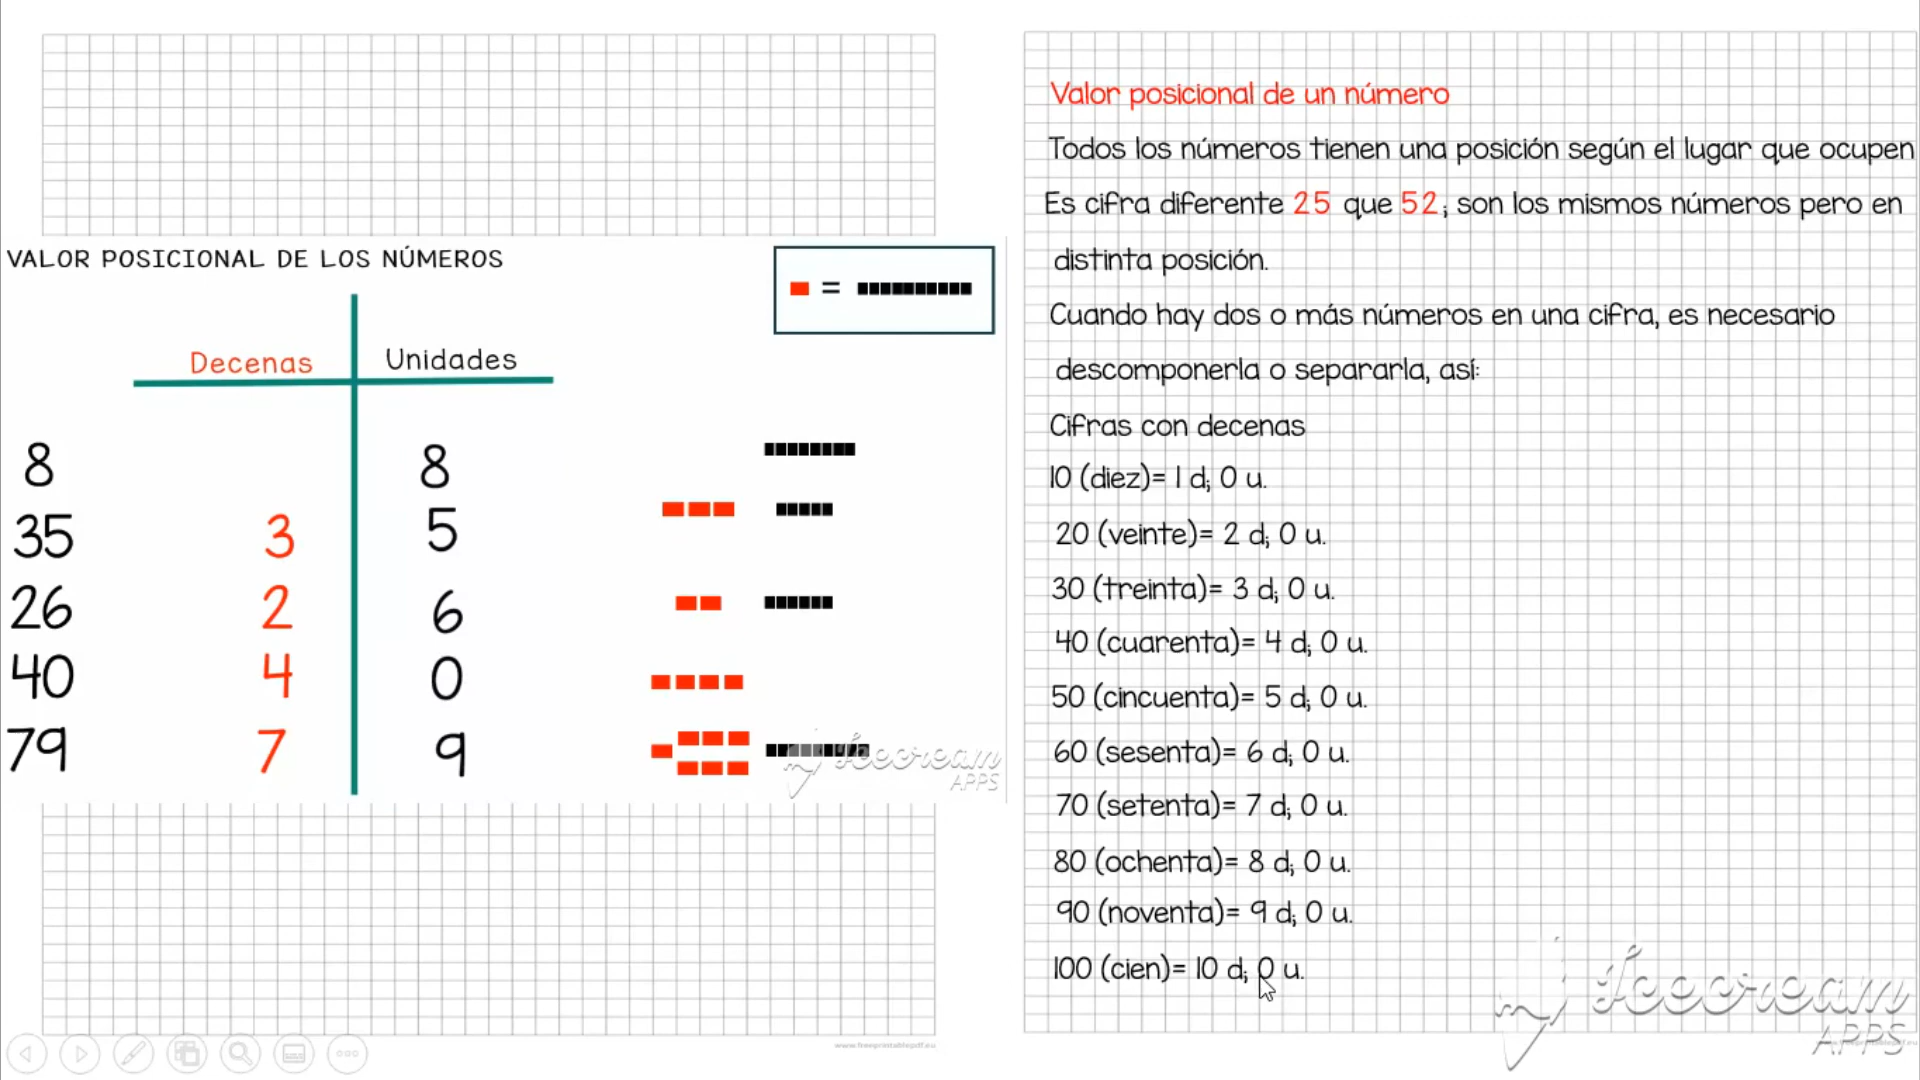 VALOR POSICIONAL DE LOS NÚMEROS
=
Decenas Unidades
8 8
35 3 5
26 2 6
40 4 0
79 7 9
Icecream
APPS
www.freeprintablepdf.eu
Valor posicional de un número
Todos los números tienen una posición según el lugar que ocupen
Es cifra diferente 25 que 52; son los mismos números pero en
distinta posición.
Cuando hay dos o más números en una cifra, es necesario
descomponerla o separarla, así:
Cifras con decenas
10 (diez)= 1 d; 0 u.
20 (veinte)= 2 d; 0 u.
30 (treinta)= 3 d; 0 u.
40 (cuarenta)= 4 d; 0 u.
50 (cincuenta)= 5 d; 0 u.
60 (sesenta)= 6 d; 0 u.
70 (setenta)= 7 d; 0 u.
80 (ochenta)= 8 d; 0 u.
90 (noventa)= 9 d; 0 u.
100 (cien)= 10 d; 0 u.
Icecream
APPS